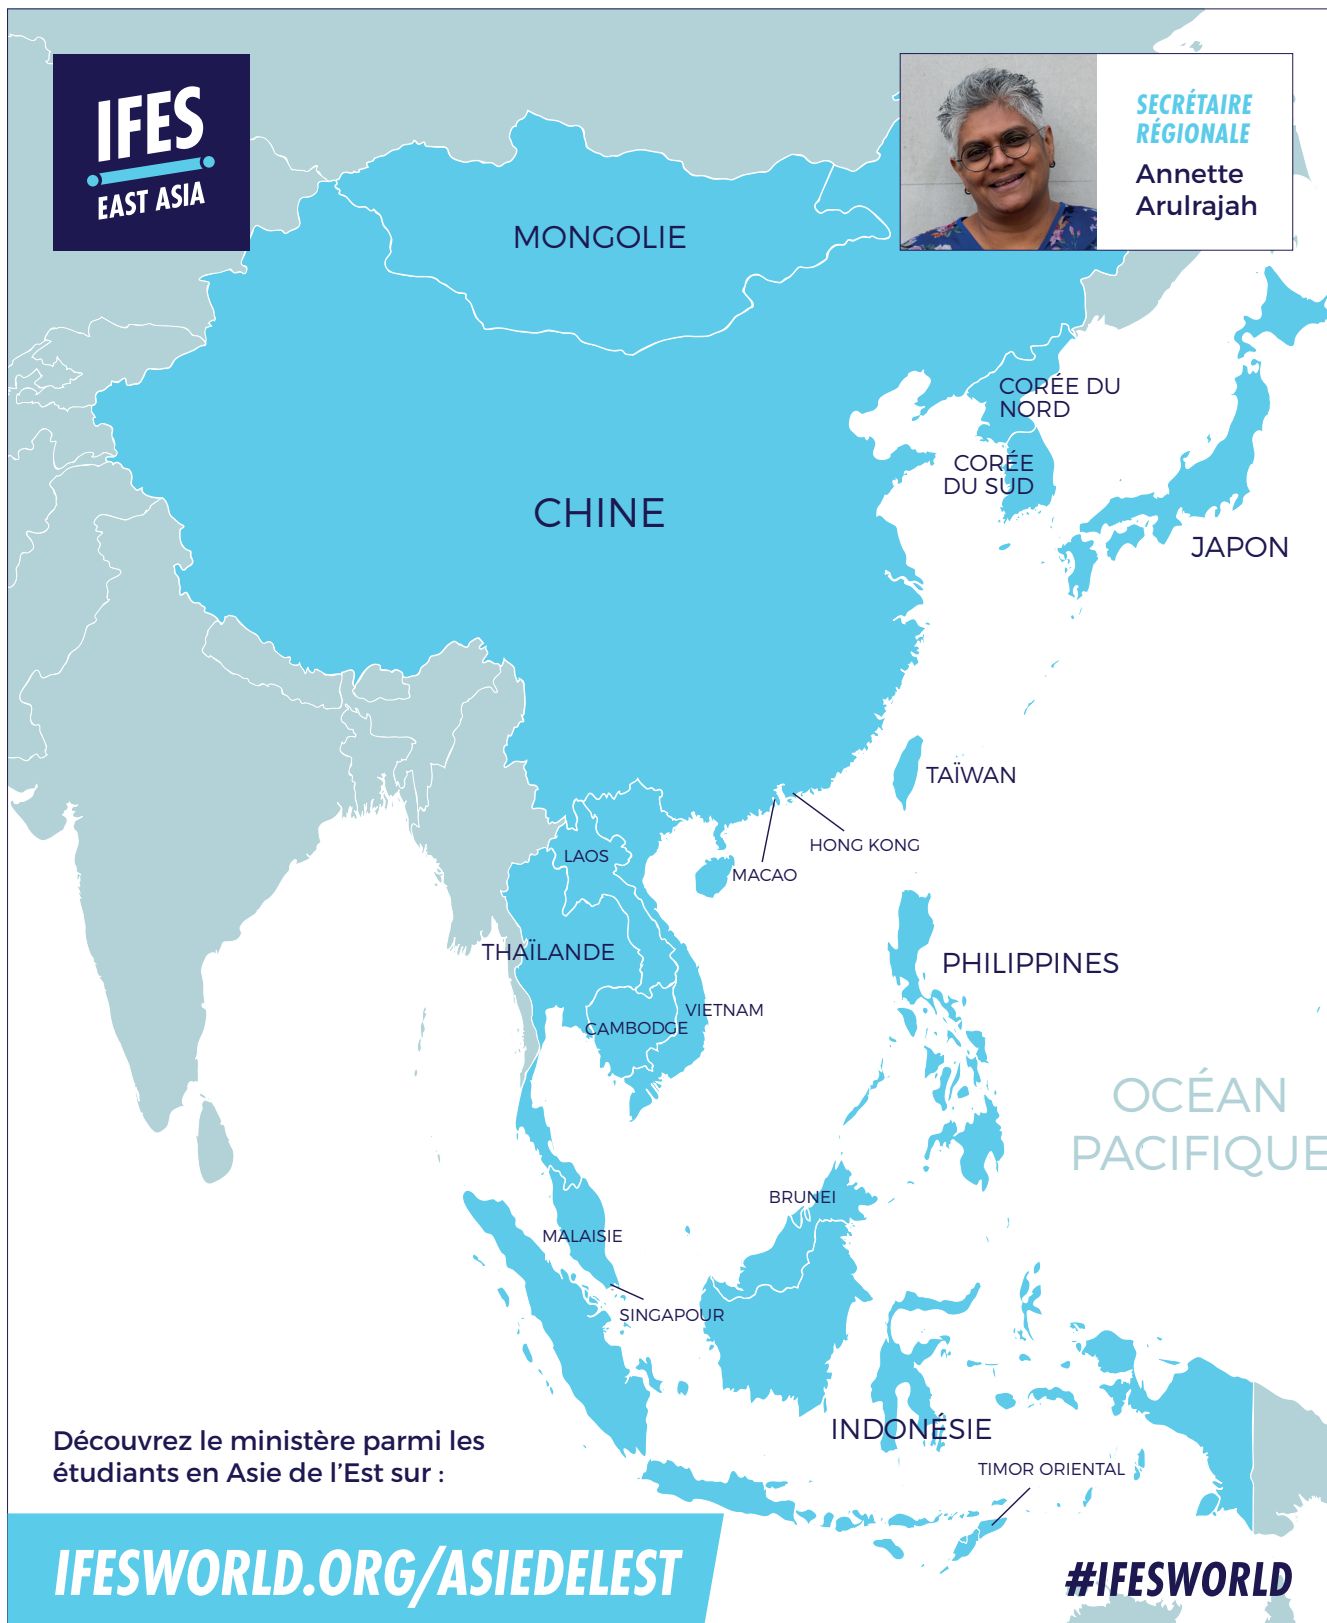 IFES
EAST ASIA
SECRÉTAIRE
RÉGIONALE
Annette
Arulrajah
MONGOLIE
CORÉE DU
NORD
CORÉE
DU SUD
CHINE
JAPON
TAÏWAN
HONG KONG
MACAO
LAOS
THAÏLANDE
PHILIPPINES
VIETNAM
CAMBODGE
OCÉAN
PACIFIQUE
BRUNEI
MALAISIE
SINGAPOUR
INDONÉSIE
TIMOR ORIENTAL
Découvrez le ministère parmi les
étudiants en Asie de l'Est sur :
IFESWORLD.ORG/ASIEDELEST
#IFESWORLD